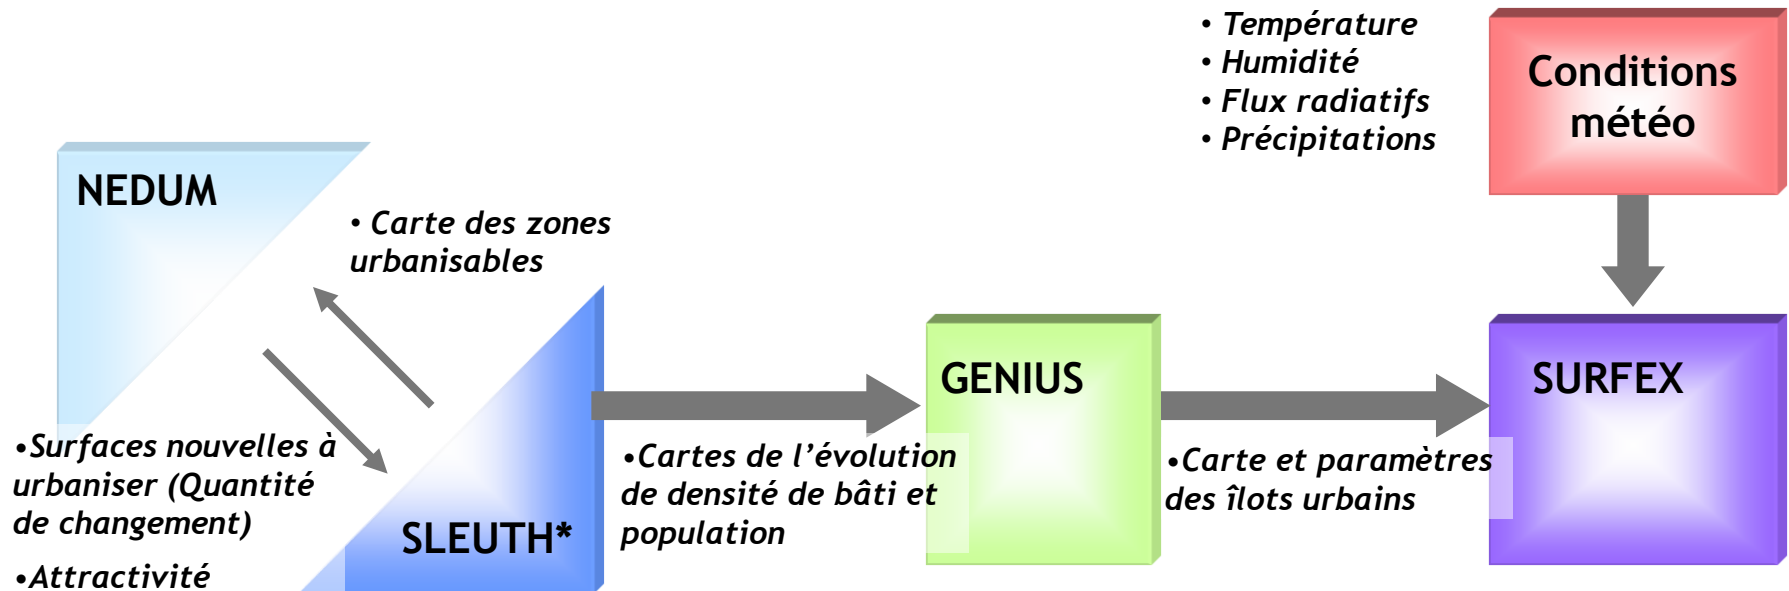 • Température
• Humidité
• Flux radiatifs
• Précipitations
Conditions
météo
NEDUM
• Carte des zones
urbanisables
•Surfaces nouvelles à
urbaniser (Quantité
de changement)
•Attractivité
SLEUTH*
•Cartes de l’évolution
de densité de bâti et
population
GENIUS
•Carte et paramètres
des îlots urbains
SURFEX